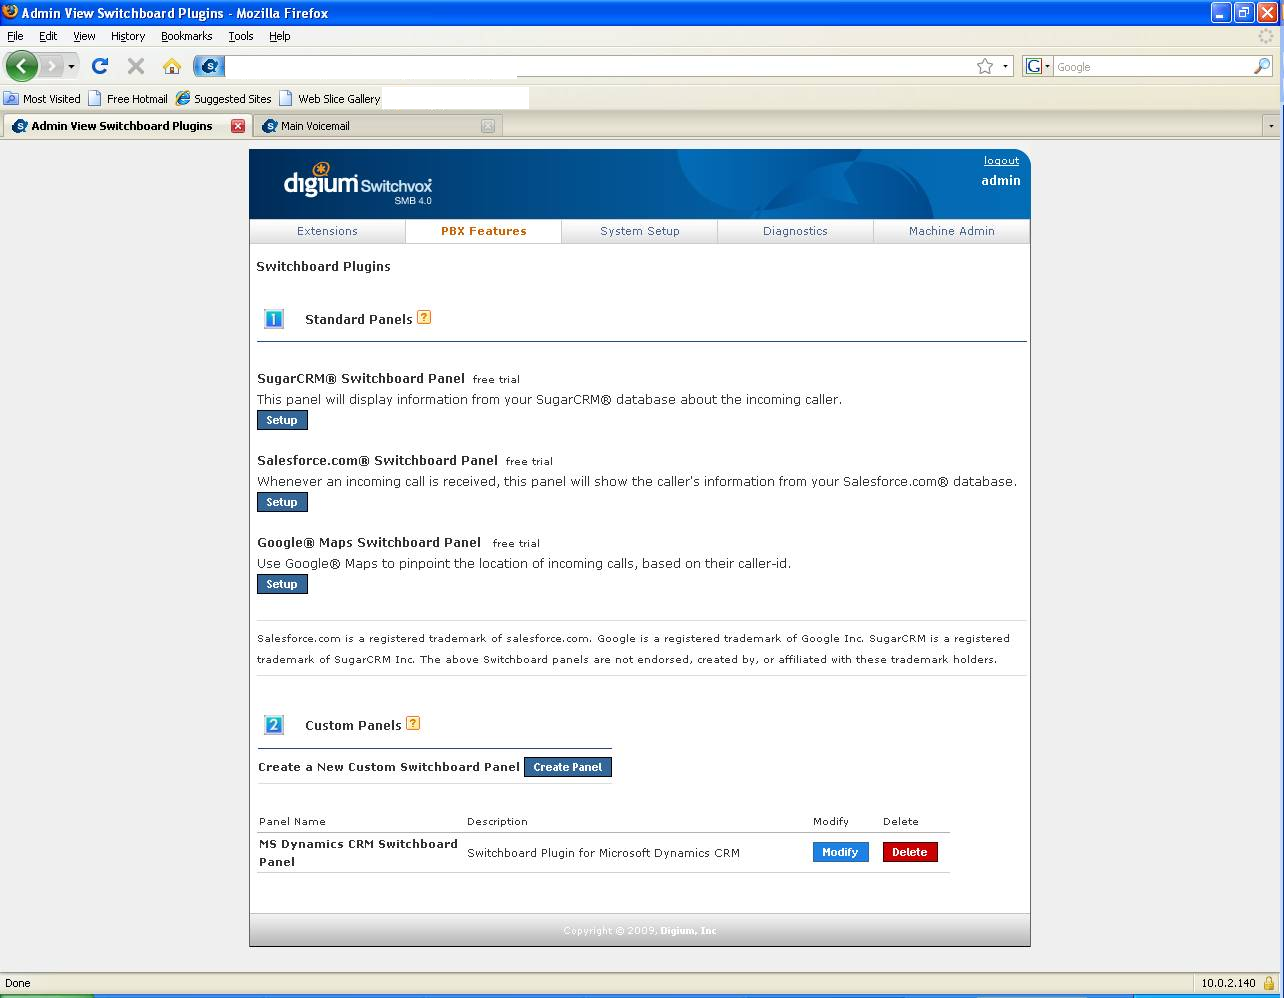 Admin View Switchboard Plugins - Mozilla Firefox
File Edit View History Bookmarks Tools Help
Google
Most Visited Free Hotmail Suggested Sites Web Slice Gallery
Admin View Switchboard Plugins Main Voicemail
logout
admin
digium Switchvox
SMB 4.0
Extensions PBX Features System Setup Diagnostics Machine Admin
Switchboard Plugins
1 Standard Panels ?
SugarCRM® Switchboard Panel free trial
This panel will display information from your SugarCRM® database about the incoming caller.
Setup
Salesforce.com® Switchboard Panel free trial
Whenever an incoming call is received, this panel will show the caller's information from your Salesforce.com® database.
Setup
Google® Maps Switchboard Panel free trial
Use Google® Maps to pinpoint the location of incoming calls, based on their caller-id.
Setup
Salesforce.com is a registered trademark of salesforce.com. Google is a registered trademark of Google Inc. SugarCRM is a registered
trademark of SugarCRM Inc. The above Switchboard panels are not endorsed, created by, or affiliated with these trademark holders.
2 Custom Panels ?
Create a New Custom Switchboard Panel Create Panel
Panel Name Description Modify Delete
MS Dynamics CRM Switchboard
Panel
Switchboard Plugin for Microsoft Dynamics CRM Modify Delete
Copyright © 2009, Digium, Inc
Done 10.0.2.140